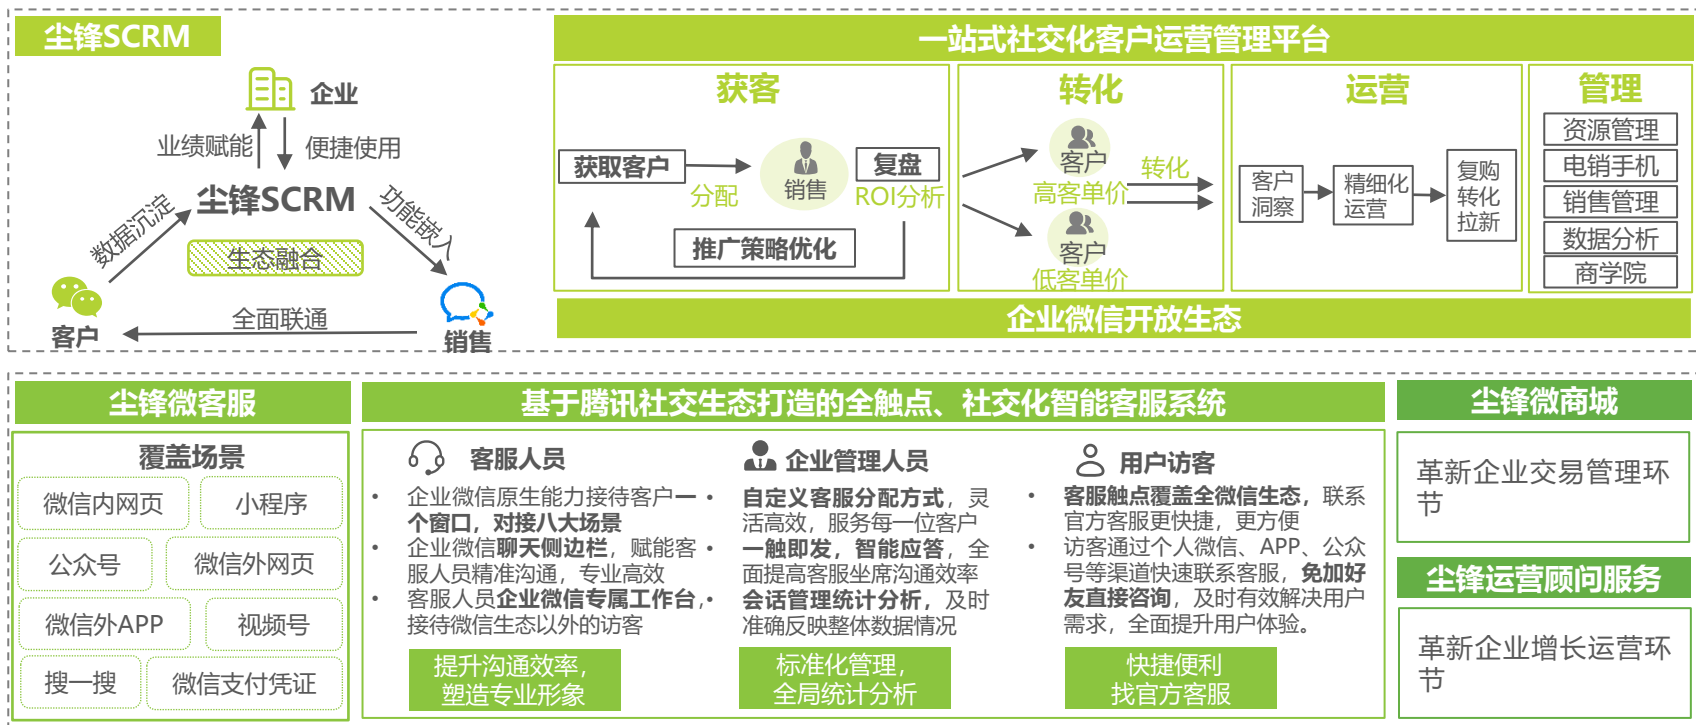 尘锋SCRM
企业
业绩赋能
便捷使用
尘锋SCRM
数据沉淀
功能嵌入
生态融合
全面联通
客户
销售
一站式社交化客户运营管理平台
获客
获取客户
分配
销售
复盘
ROI分析
推广策略优化
转化
客户
高客单价
转化
客户
低客单价
运营
客户
洞察
精细化
运营
复购
转化
拉新
管理
资源管理
电销手机
销售管理
数据分析
商学院
企业微信开放生态
尘锋微客服
覆盖场景
微信内网页
小程序
公众号
微信外网页
微信外APP
视频号
搜一搜
微信支付凭证
基于腾讯社交生态打造的全触点、社交化智能客服系统
客服人员
• 企业微信原生能力接待客户一
个窗口，对接八大场景
• 企业微信聊天侧边栏，赋能客
服人员精准沟通，专业高效
• 客服人员企业微信专属工作台，
接待微信生态以外的访客
提升沟通效率，
塑造专业形象
企业管理人员
• 自定义客服分配方式，灵
活高效，服务每一位客户
• 一触即发，智能应答，全
面提高客服坐席沟通效率
• 会话管理统计分析，及时
准确反映整体数据情况
标准化管理，
全局统计分析
用户访客
• 客服触点覆盖全微信生态，联系
官方客服更快捷，更方便
• 访客通过个人微信、APP、公众
号等渠道快速联系客服，免加好
友直接咨询，及时有效解决用户
需求，全面提升用户体验。
快捷便利
找官方客服
尘锋微商城
革新企业交易管理环
节
尘锋运营顾问服务
革新企业增长运营环
节